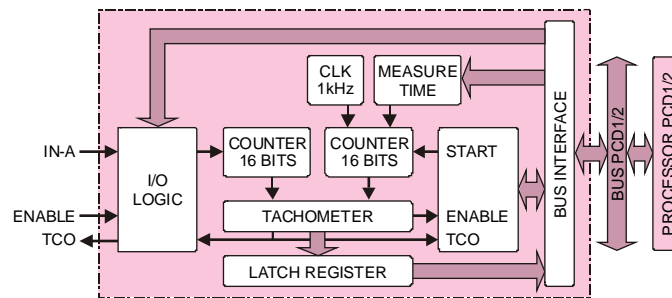 CLK
1kHz
MEASURE
TIME
IN-A
ENABLE
TCO
I/O
LOGIC
COUNTER
16 BITS
COUNTER
16 BITS
START
ENABLE
TCO
TACHOMETER
LATCH REGISTER
BUS INTERFACE
BUS PCD1/2
PROCESSOR PCD1/2